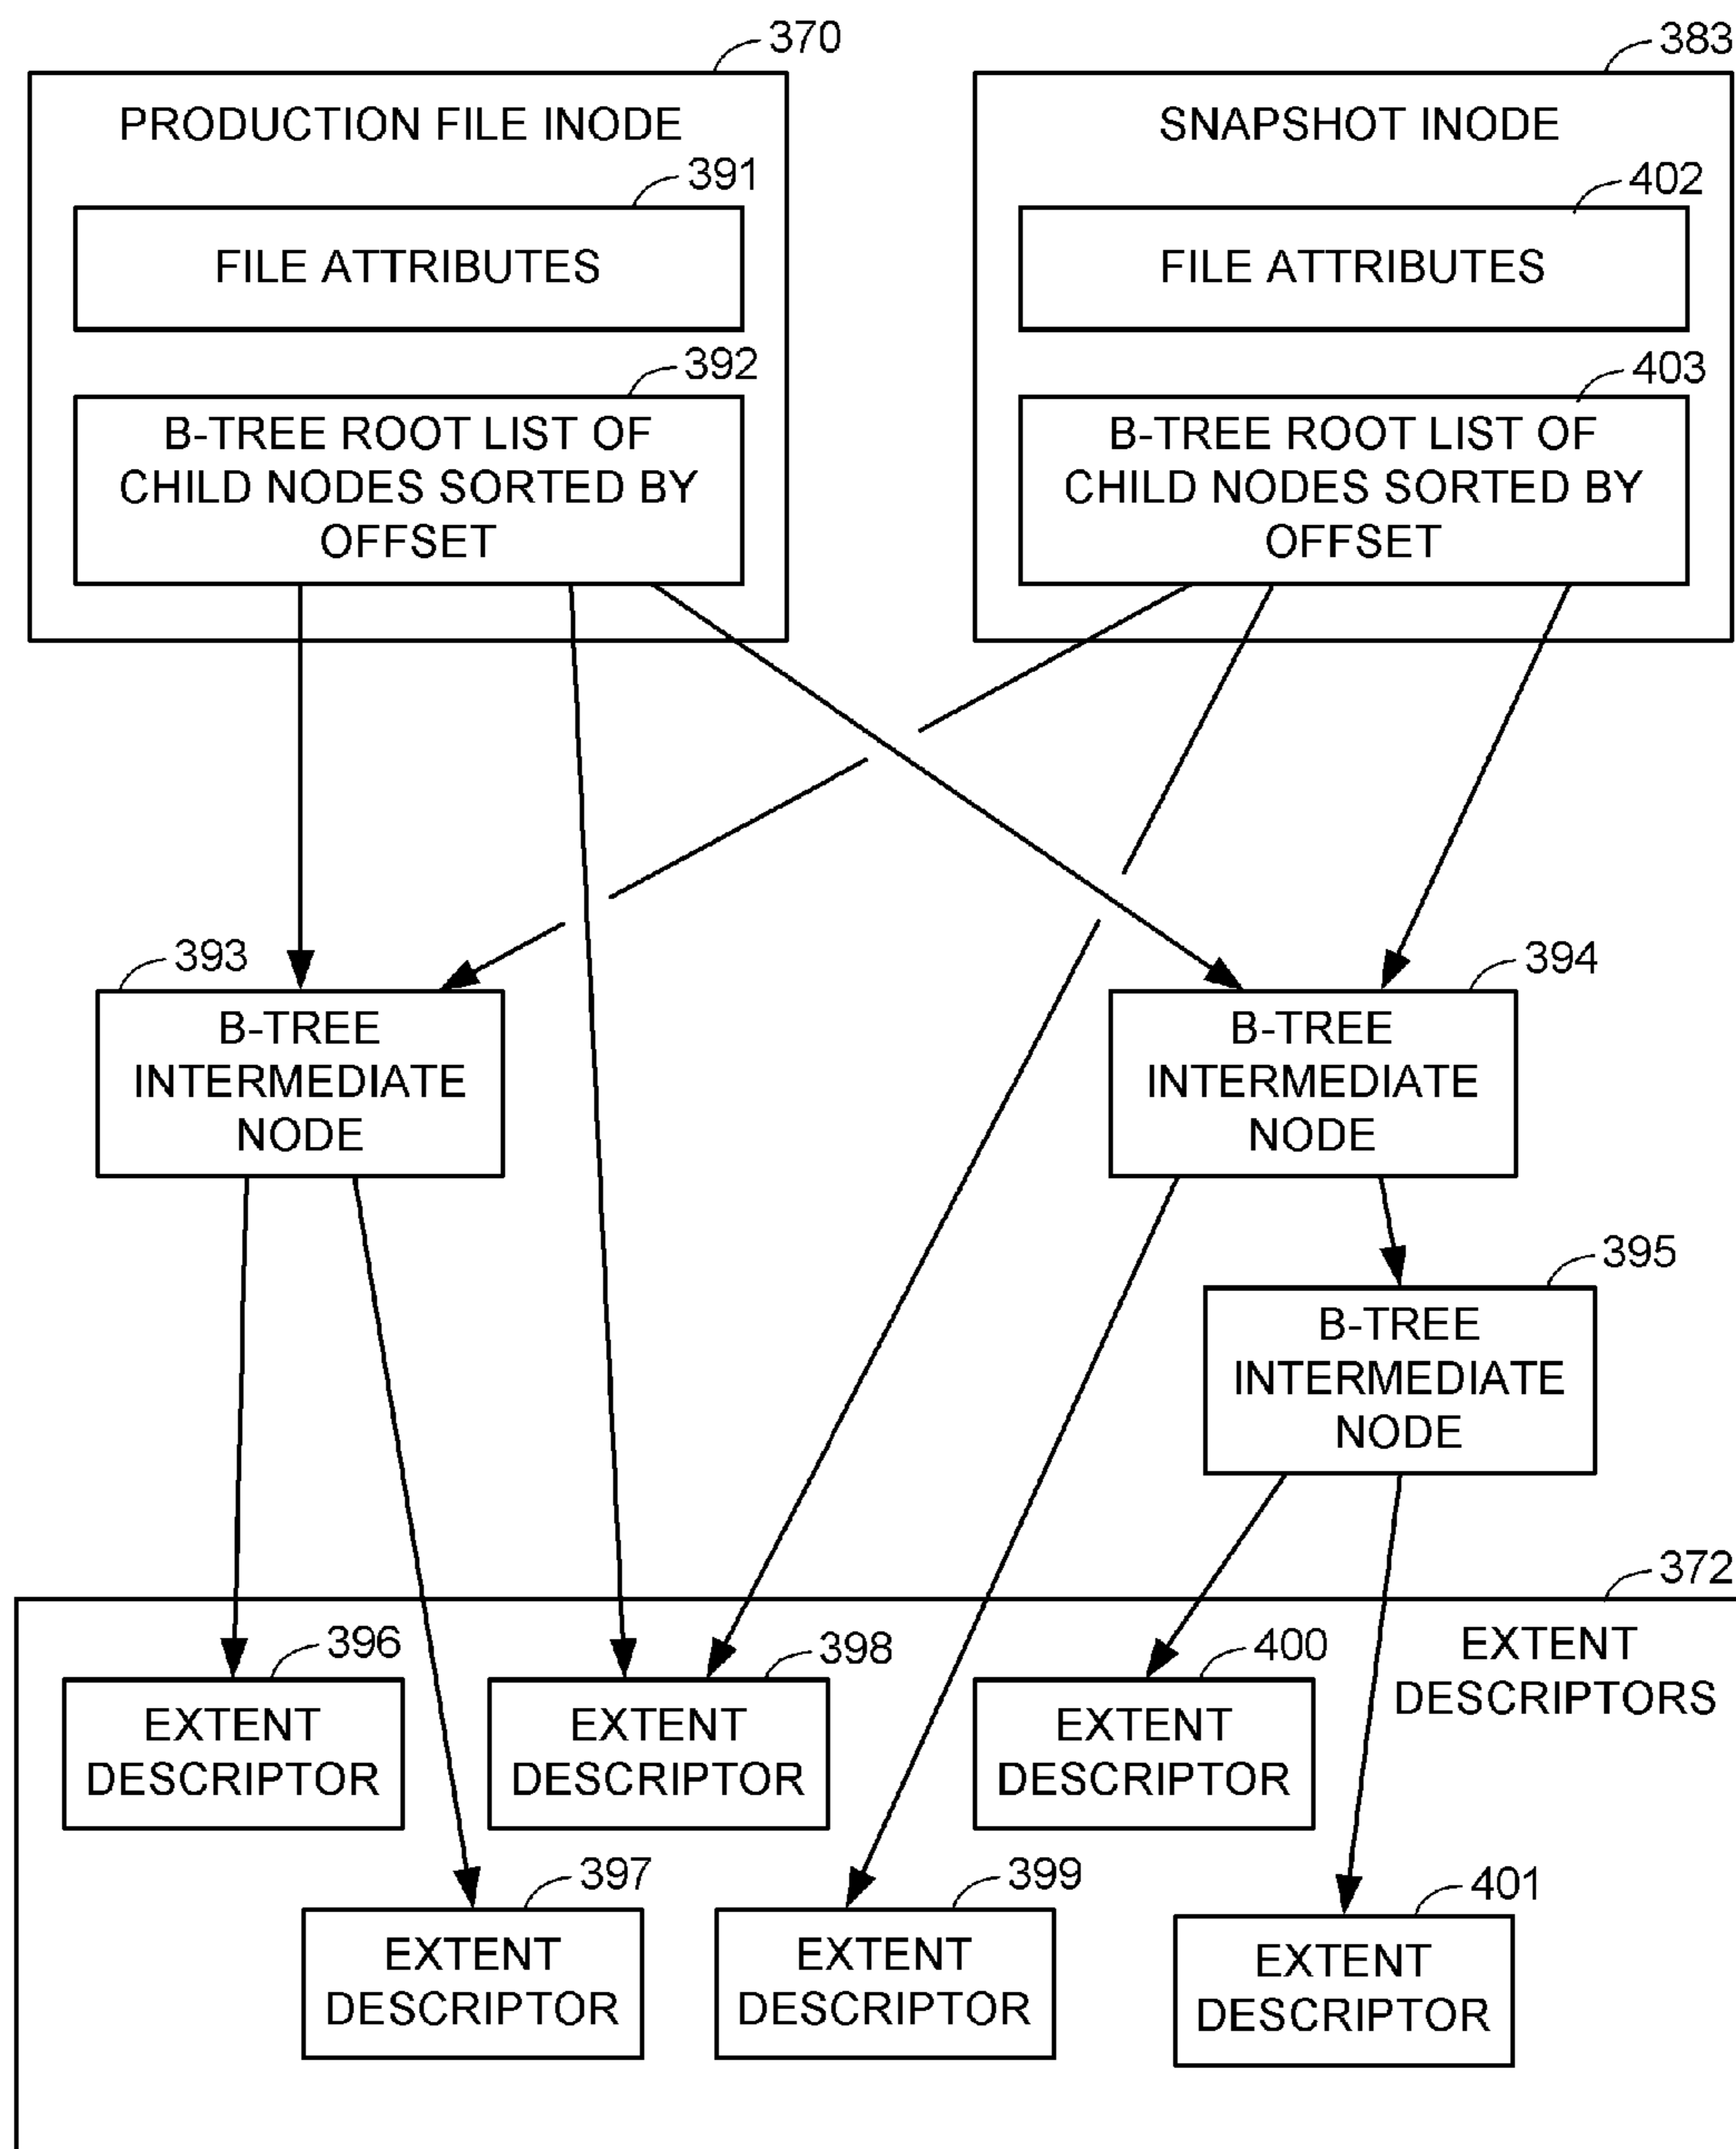 370
383
PRODUCTION FILE INODE
SNAPSHOT INODE
391
402
FILE ATTRIBUTES
FILE ATTRIBUTES
392
403
B-TREE ROOT LIST OF
CHILD NODES SORTED BY
OFFSET
B-TREE ROOT LIST OF
CHILD NODES SORTED BY
OFFSET
393
394
B-TREE
INTERMEDIATE
NODE
B-TREE
INTERMEDIATE
NODE
395
B-TREE
INTERMEDIATE
NODE
372
EXTENT
DESCRIPTORS
396
398
400
EXTENT
DESCRIPTOR
EXTENT
DESCRIPTOR
EXTENT
DESCRIPTOR
397
399
401
EXTENT
DESCRIPTOR
EXTENT
DESCRIPTOR
EXTENT
DESCRIPTOR